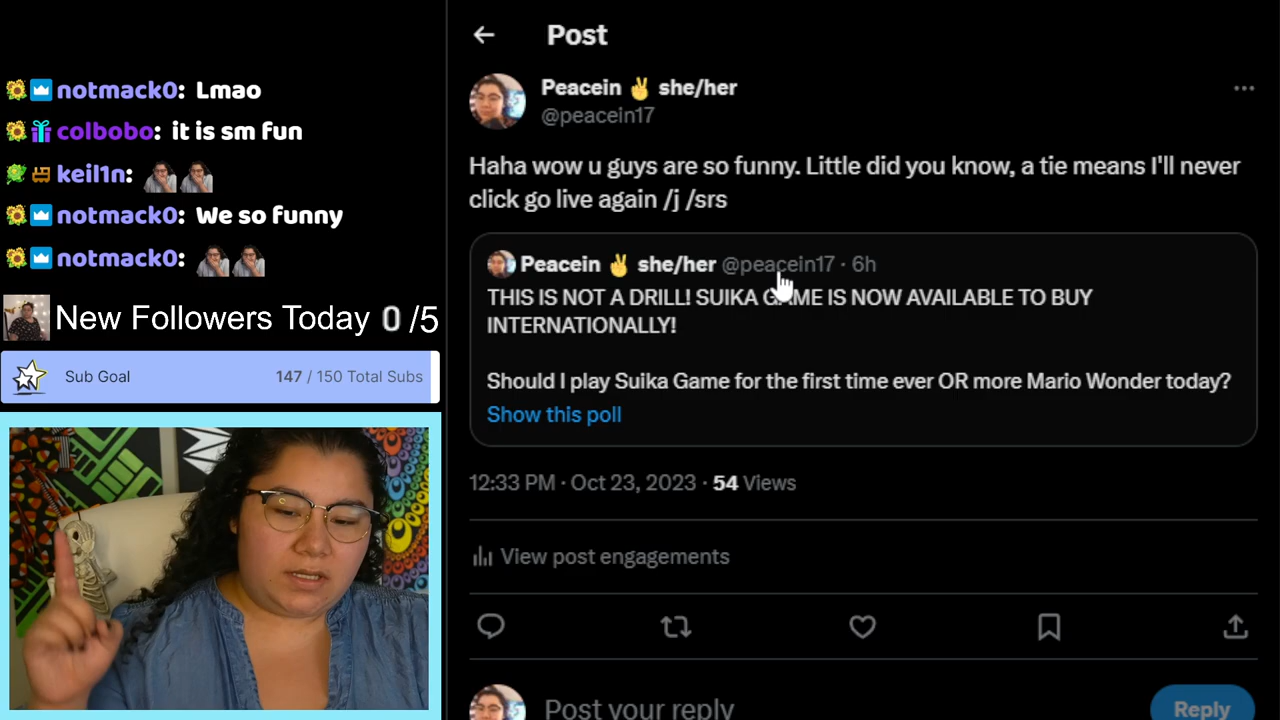 notmack0: Lmao
colbobo: it is sm fun
keil1n:
notmack0: We so funny
notmack0:
New Followers Today 0 /5
Sub Goal 147 / 150 Total Subs
Post
Peacein ✌ she/her
@peacein17
Haha wow u guys are so funny. Little did you know, a tie means I'll never
click go live again /j /srs
Peacein ✌ she/her @peacein17 · 6h
THIS IS NOT A DRILL! SUIKA GAME IS NOW AVAILABLE TO BUY
INTERNATIONALLY!
Should I play Suika Game for the first time ever OR more Mario Wonder today?
Show this poll
12:33 PM · Oct 23, 2023 · 54 Views
View post engagements
Post your reply
Reply